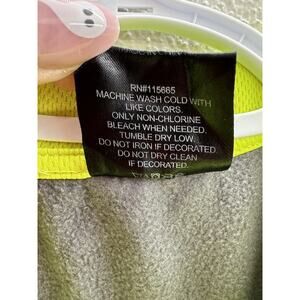 RN#115665
MACHINE WASH COLD WITH
LIKE COLORS.
ONLY NON-CHLORINE
BLEACH WHEN NEEDED.
TUMBLE DRY LOW.
DO NOT IRON IF DECORATED.
DO NOT DRY CLEAN
IF DECORATED.